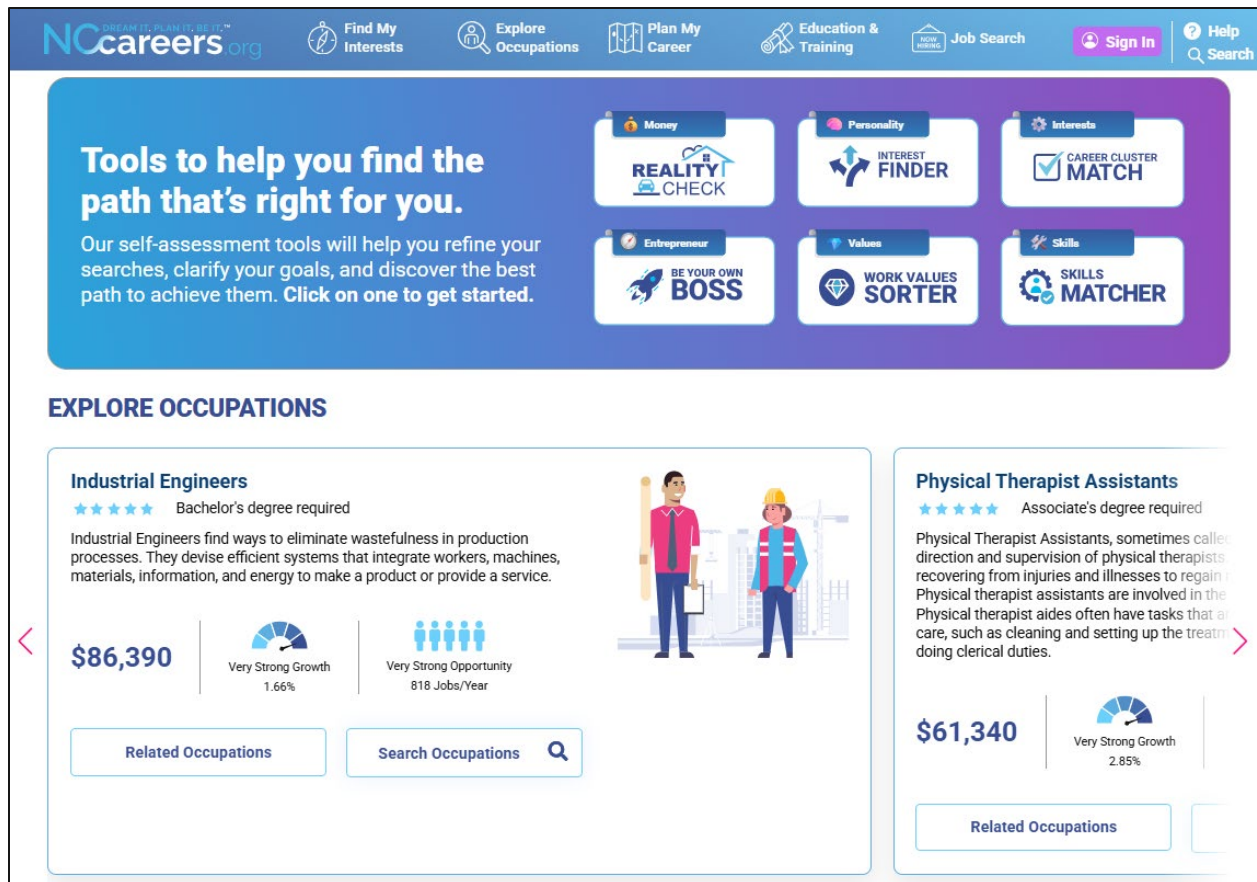 DREAM IT, PLAN IT, BE IT.™
NCcareers.org
Find My
Interests
Explore
Occupations
Plan My
Career
Education &
Training
NOW
HIRING
Job Search
Sign In
Help
Search
Tools to help you find the
path that's right for you.
Our self-assessment tools will help you refine your
searches, clarify your goals, and discover the best
path to achieve them. Click on one to get started.
Money
REALITY
CHECK
Personality
INTEREST
FINDER
Interests
CAREER CLUSTER
MATCH
Entrepreneur
BE YOUR OWN
BOSS
Values
WORK VALUES
SORTER
Skills
SKILLS
MATCHER
EXPLORE OCCUPATIONS
Industrial Engineers
Bachelor's degree required
Industrial Engineers find ways to eliminate wastefulness in production
processes. They devise efficient systems that integrate workers, machines,
materials, information, and energy to make a product or provide a service.
$86,390
Very Strong Growth
1.66%
Very Strong Opportunity
818 Jobs/Year
Related Occupations
Search Occupations
Physical Therapist Assistants
Associate's degree required
Physical Therapist Assistants, sometimes called
direction and supervision of physical therapists,
recovering from injuries and illnesses to regain
Physical therapist assistants are involved in the
Physical therapist aides often have tasks that
care, such as cleaning and setting up the
doing clerical duties.
$61,340
Very Strong Growth
2.85%
Related Occupations